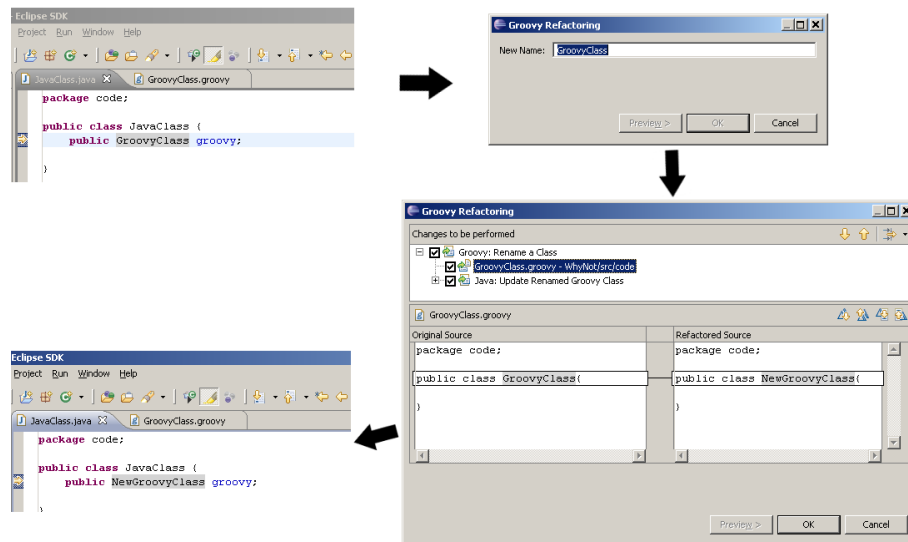 Eclipse SDK
Project Run Window Help
JavaClass.java GroovyClass.groovy
package code;
public class JavaClass {
public GroovyClass groovy;
}
Groovy Refactoring
New Name: GroovyClass
Preview > OK Cancel
Groovy Refactoring
Changes to be performed
Groovy: Rename a Class
GroovyClass.groovy - WhyNot/src/code
Java: Update Renamed Groovy Class
GroovyClass.groovy
Original Source Refactored Source
package code; package code;
public class GroovyClass{ public class NewGroovyClass{
} }
Preview > OK Cancel
Eclipse SDK
Project Run Window Help
JavaClass.java GroovyClass.groovy
package code;
public class JavaClass {
public NewGroovyClass groovy;
}